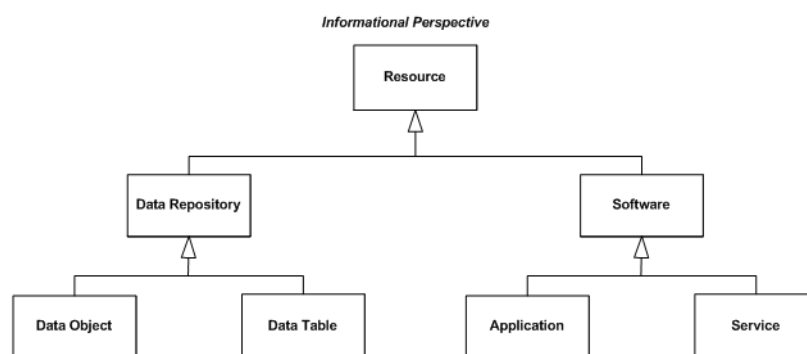 Informational Perspective
Resource
Data Repository
Software
Data Object
Data Table
Application
Service